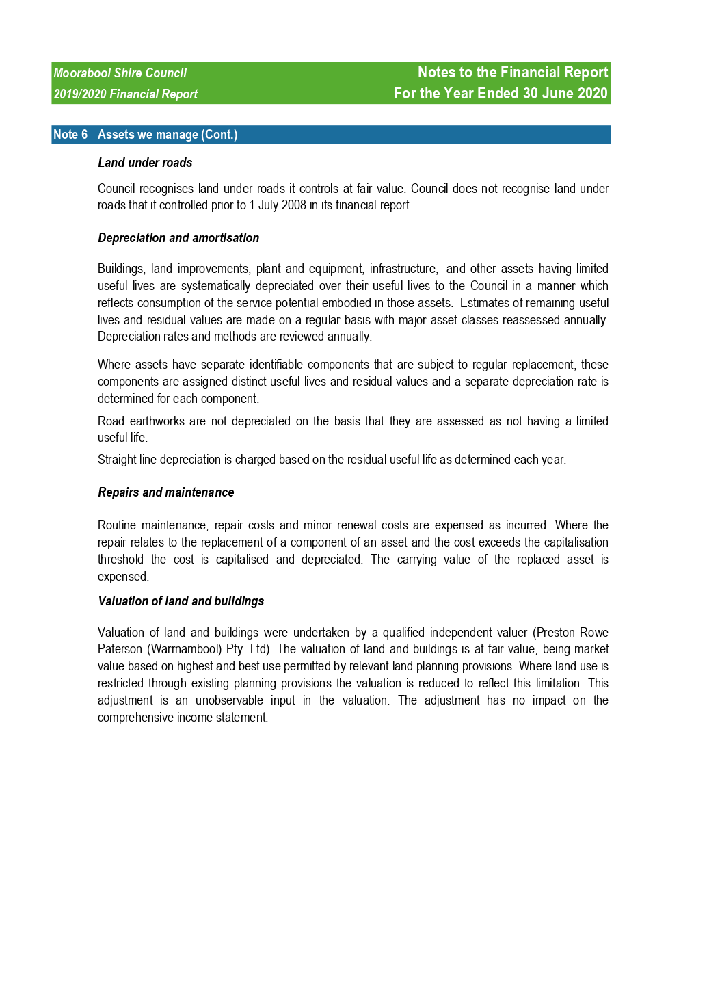 Moorabool Shire Council
Notes to the Financial Report
2019/2020 Financial Report
For the Year Ended 30 June 2020
Note 6 Assets we manage (Cont.)
Land under roads
Council recognises land under roads it controls at fair value. Council does not recognise land under
roads that it controlled prior to 1 July 2008 in its financial report.
Depreciation and amortisation
Buildings, land improvements, plant and equipment, infrastructure, and other assets having limited
useful lives are systematically depreciated over their useful lives to the Council in a manner which
reflects consumption of the service potential embodied in those assets. Estimates of remaining useful
lives and residual values are made on a regular basis with major asset classes reassessed annually.
Depreciation rates and methods are reviewed annually.
Where assets have separate identifiable components that are subject to regular replacement, these
components are assigned distinct useful lives and residual values and a separate depreciation rate is
determined for each component.
Road earthworks are not depreciated on the basis that they are assessed as not having a limited
useful life.
Straight line depreciation is charged based on the residual useful life as determined each year.
Repairs and maintenance
Routine maintenance, repair costs and minor renewal costs are expensed as incurred. Where the
repair relates to the replacement of a component of an asset and the cost exceeds the capitalisation
threshold the cost is capitalised and depreciated. The carrying value of the replaced asset is
expensed.
Valuation of land and buildings
Valuation of land and buildings were undertaken by a qualified independent valuer (Preston Rowe
Paterson (Warrnambool) Pty. Ltd). The valuation of land and buildings is at fair value, being market
value based on highest and best use permitted by relevant land planning provisions. Where land use is
restricted through existing planning provisions the valuation is reduced to reflect this limitation. This
adjustment is an unobservable input in the valuation. The adjustment has no impact on the
comprehensive income statement.